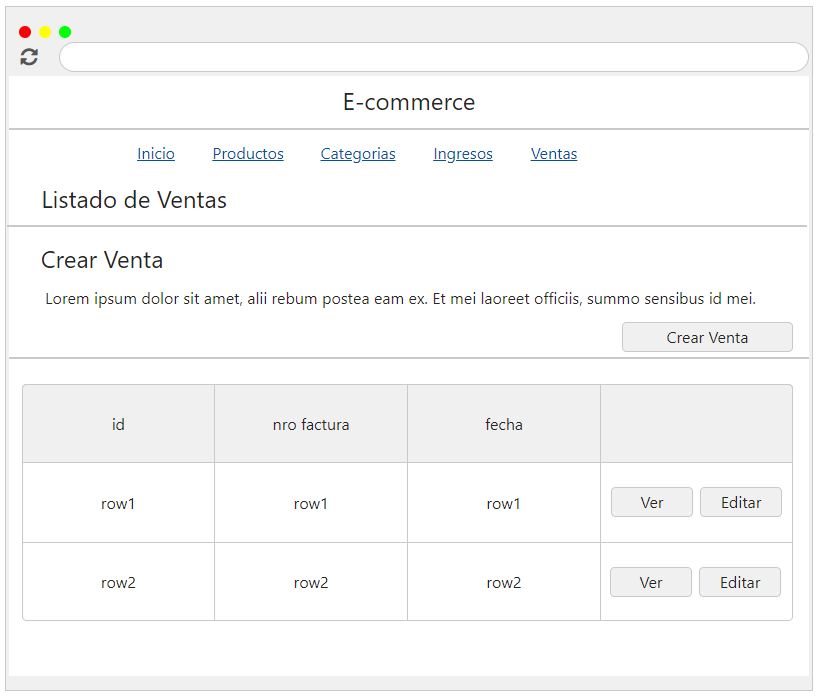 E-commerce
Inicio Productos Categorias Ingresos Ventas
Listado de Ventas
Crear Venta
Lorem ipsum dolor sit amet, alii rebum postea eam ex. Et mei laoreet officiis, summo sensibus id mei.
Crear Venta
id nro factura fecha
row1 row1 row1 Ver Editar
row2 row2 row2 Ver Editar